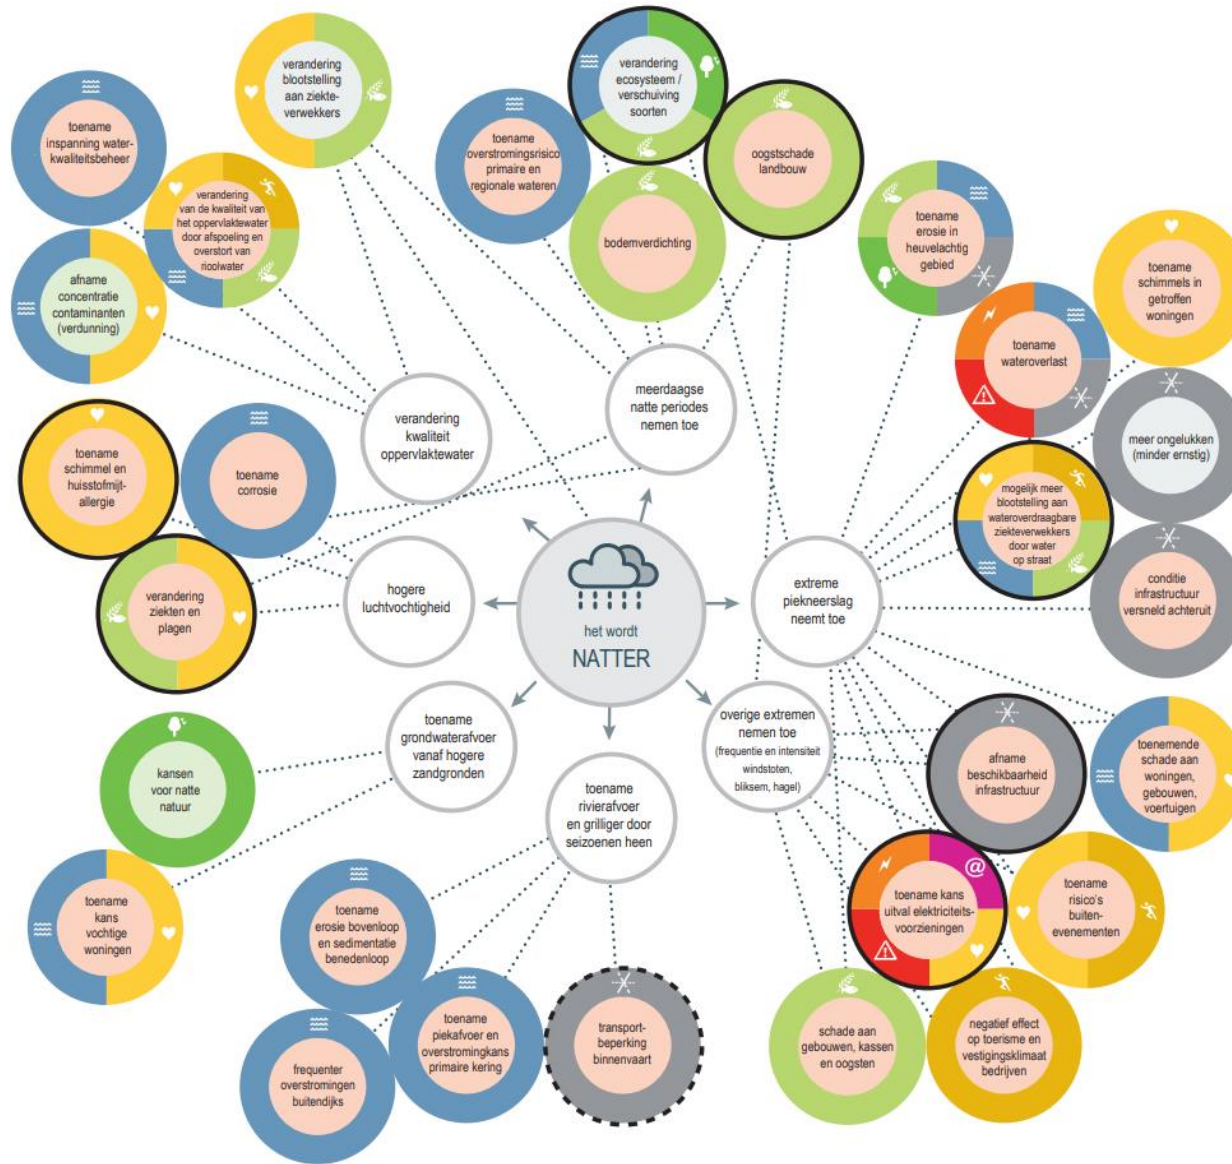 verandering
blootstelling
aan ziekte-
verwekkers
toename
inspanning water-
kwaliteitsbeheer
verandering
van de kwaliteit van
het oppervlaktewater
door afspoeling en
overstort van
rioolwater
afname
concentratie
contaminanten
(verdunning)
toename
overstromingsrisico
primaire en
regionale wateren
verandering
ecosysteem /
verschuiving
soorten
oogstschade
landbouw
bodemverdichting
toename
erosie in
heuvelachtig
gebied
toename
schimmels in
getroffen
woningen
toename
wateroverlast
meer ongelukken
(minder ernstig)
mogelijk meer
blootstelling aan
wateroverdraagbare
ziekteverwekkers
door water
op straat
conditie
infrastructuur
versneld achteruit
verandering
kwaliteit
oppervlaktewater
meerdaagse
natte periodes
nemen toe
toename
schimmel en
huisstofmijt-
allergie
toename
corrosie
verandering
ziekten en
plagen
hogere
luchtvochtigheid
het wordt
NATTER
extreme
piekneerslag
neemt toe
toename
grondwaterafvoer
vanaf hogere
zandgronden
overige extremen
nemen toe
(frequentie en intensiteit
windstoten,
bliksem, hagel)
toename
rivierafvoer
en grilliger door
seizoenen heen
kansen
voor natte
natuur
toename
kans
vochtige
woningen
toename
erosie bovenloop
en sedimentatie
benedenloop
frequenter
overstromingen
buitendijks
toename
piekafvoer en
overstromingkans
primaire kering
transport-
beperking
binnenvaart
afname
beschikbaarheid
infrastructuur
toenemende
schade aan
woningen,
gebouwen,
voertuigen
@
toename kans
uitval elektriciteits-
voorzieningen
toename
risico's
buiten-
evenementen
schade aan
gebouwen, kassen
en oogsten
negatief effect
op toerisme en
vestigingsklimaat
bedrijven